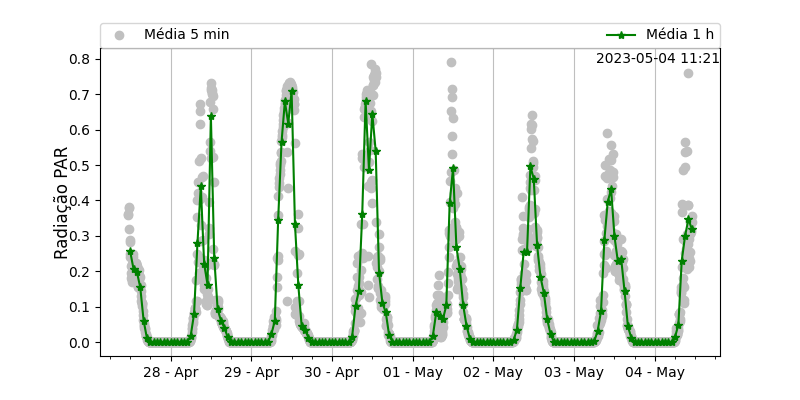 Média 5 min
Média 1 h
2023-05-04 11:21
Radiação PAR
0.8
0.7
0.6
0.5
0.4
0.3
0.2
0.1
0.0
28 - Apr
29 - Apr
30 - Apr
01 - May
02 - May
03 - May
04 - May